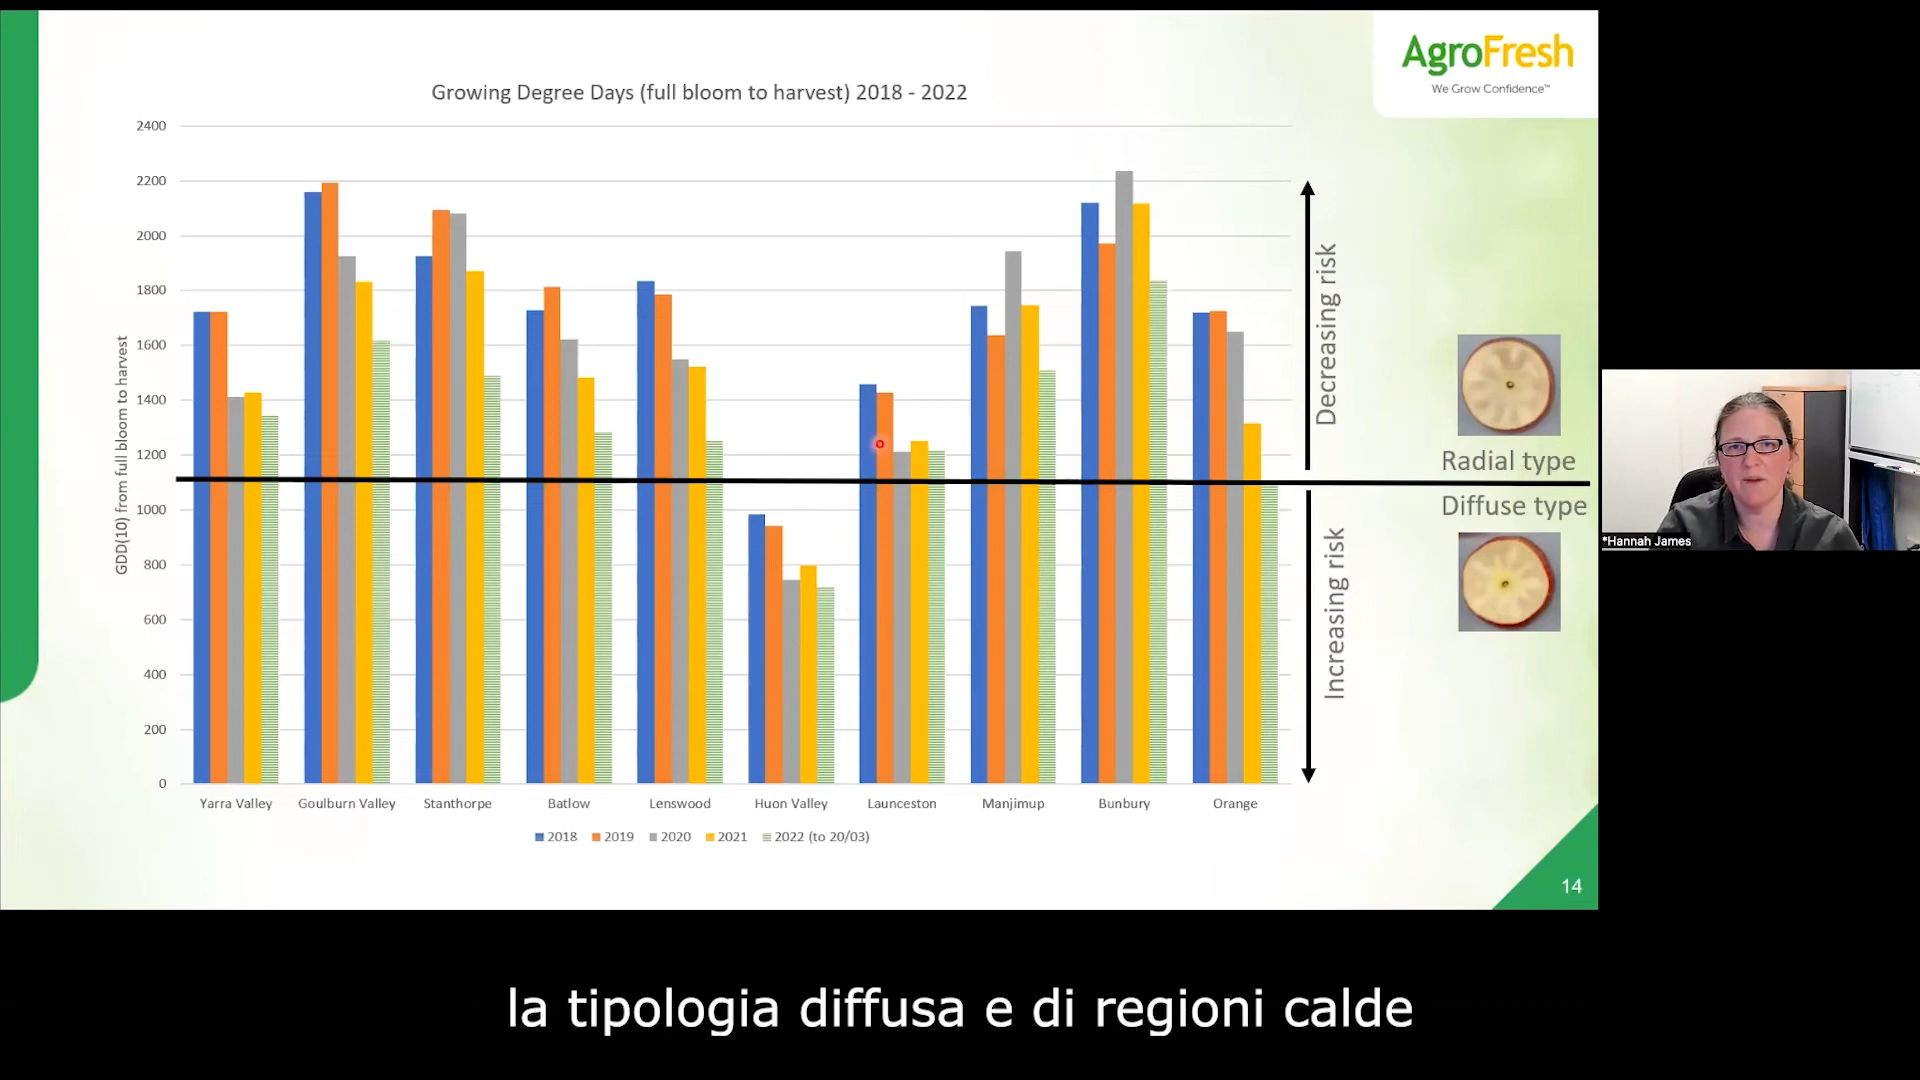 AgroFresh
We Grow Confidence™
Growing Degree Days (full bloom to harvest) 2018 - 2022
GDD(10) from full bloom to harvest
2400
2200
2000
1800
1600
1400
1200
1000
800
600
400
200
0
Yarra Valley Goulburn Valley Stanthorpe Batlow Lenswood Huon Valley Launceston Manjimup Bunbury Orange
2018 2019 2020 2021 2022 (to 20/03)
Decreasing risk
Increasing risk
Radial type
Diffuse type
14
*Hannah James
la tipologia diffusa e di regioni calde